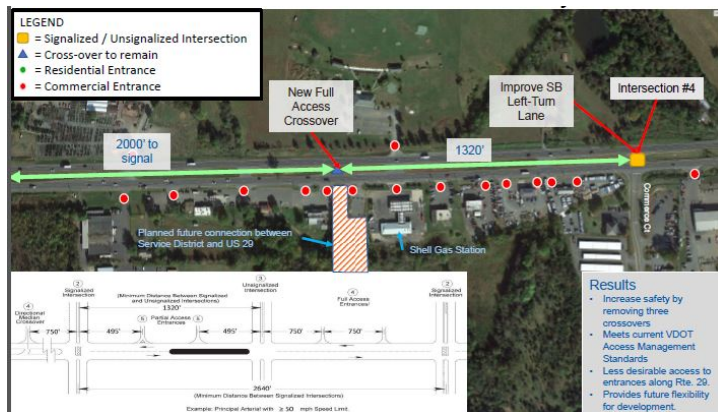 LEGEND
= Signalized / Unsignalized Intersection
= Cross-over to remain
= Residential Entrance
= Commercial Entrance
New Full
Access
Crossover
Improve SB
Left-Turn
Lane
Intersection #4
2000' to
signal
1320'
Planned future connection between
Service District and US 29
Shell Gas Station
Commerce Ct
2
Signalized
Intersection
3
Unsignalized
Intersection
2
Signalized
Intersection
(Minimum Distance Between Signalized
and Unsignalized Intersections)
1320'
4
Directional
Median
Crossover
4
Full Access
Entrances/
Partial Access
Entrances
750'
495'
495'
750'
750'
2640'
(Minimum Distance Between Signalized Intersections)
Example: Principal Arterial with ≥ 50 mph Speed Limit.
Results
• Increase safety by
removing three
crossovers
• Meets current VDOT
Access Management
Standards
• Less desirable access to
entrances along Rte. 29.
• Provides future flexibility
for development.